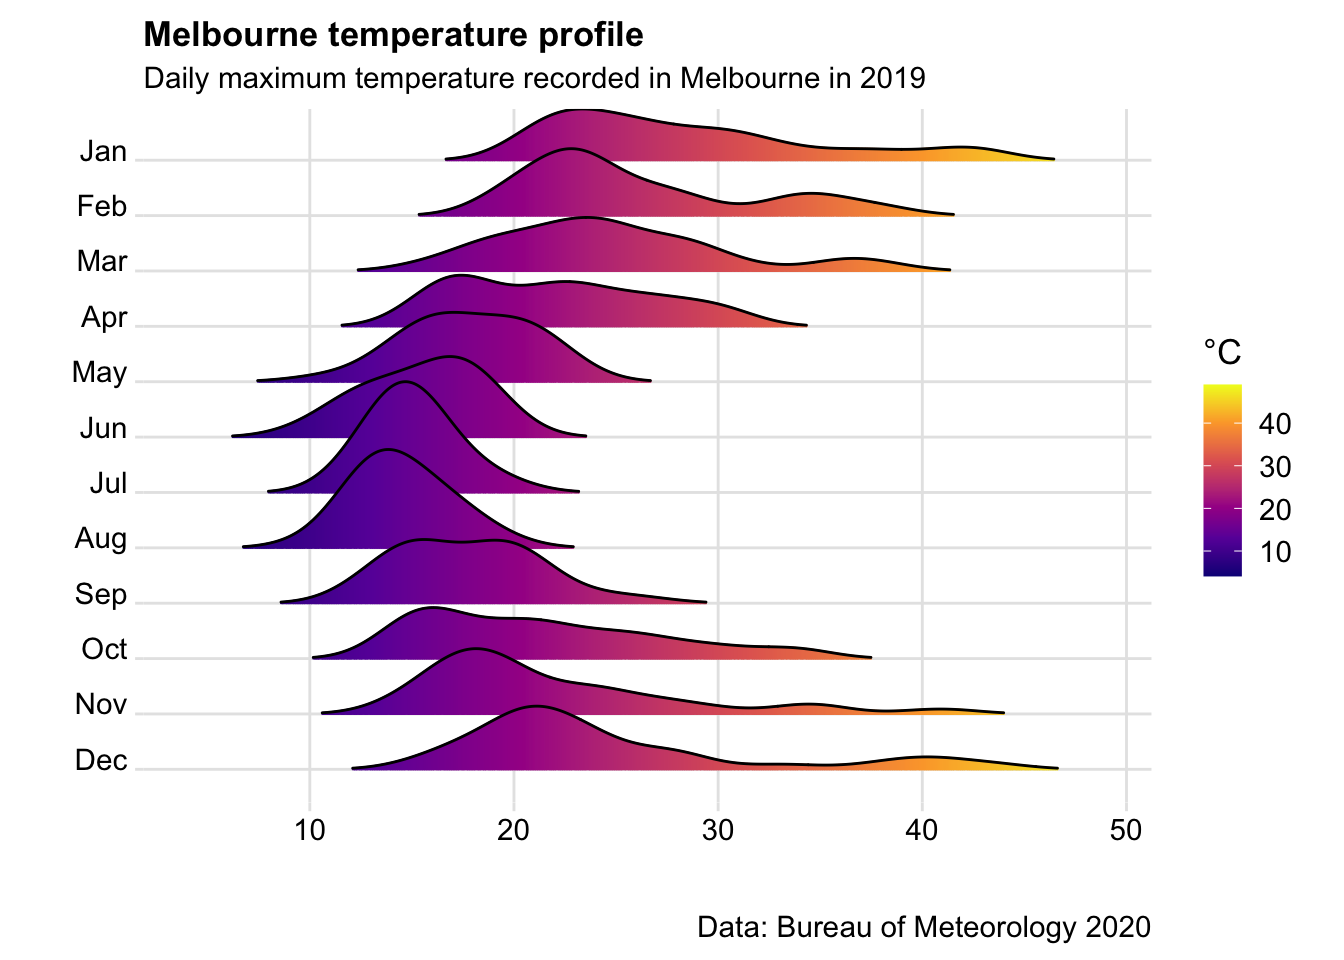 Melbourne temperature profile
Daily maximum temperature recorded in Melbourne in 2019
Jan
Feb
Mar
Apr
May
Jun
Jul
Aug
Sep
Oct
Nov
Dec
10 20 30 40 50
°C
40
30
20
10
Data: Bureau of Meteorology 2020